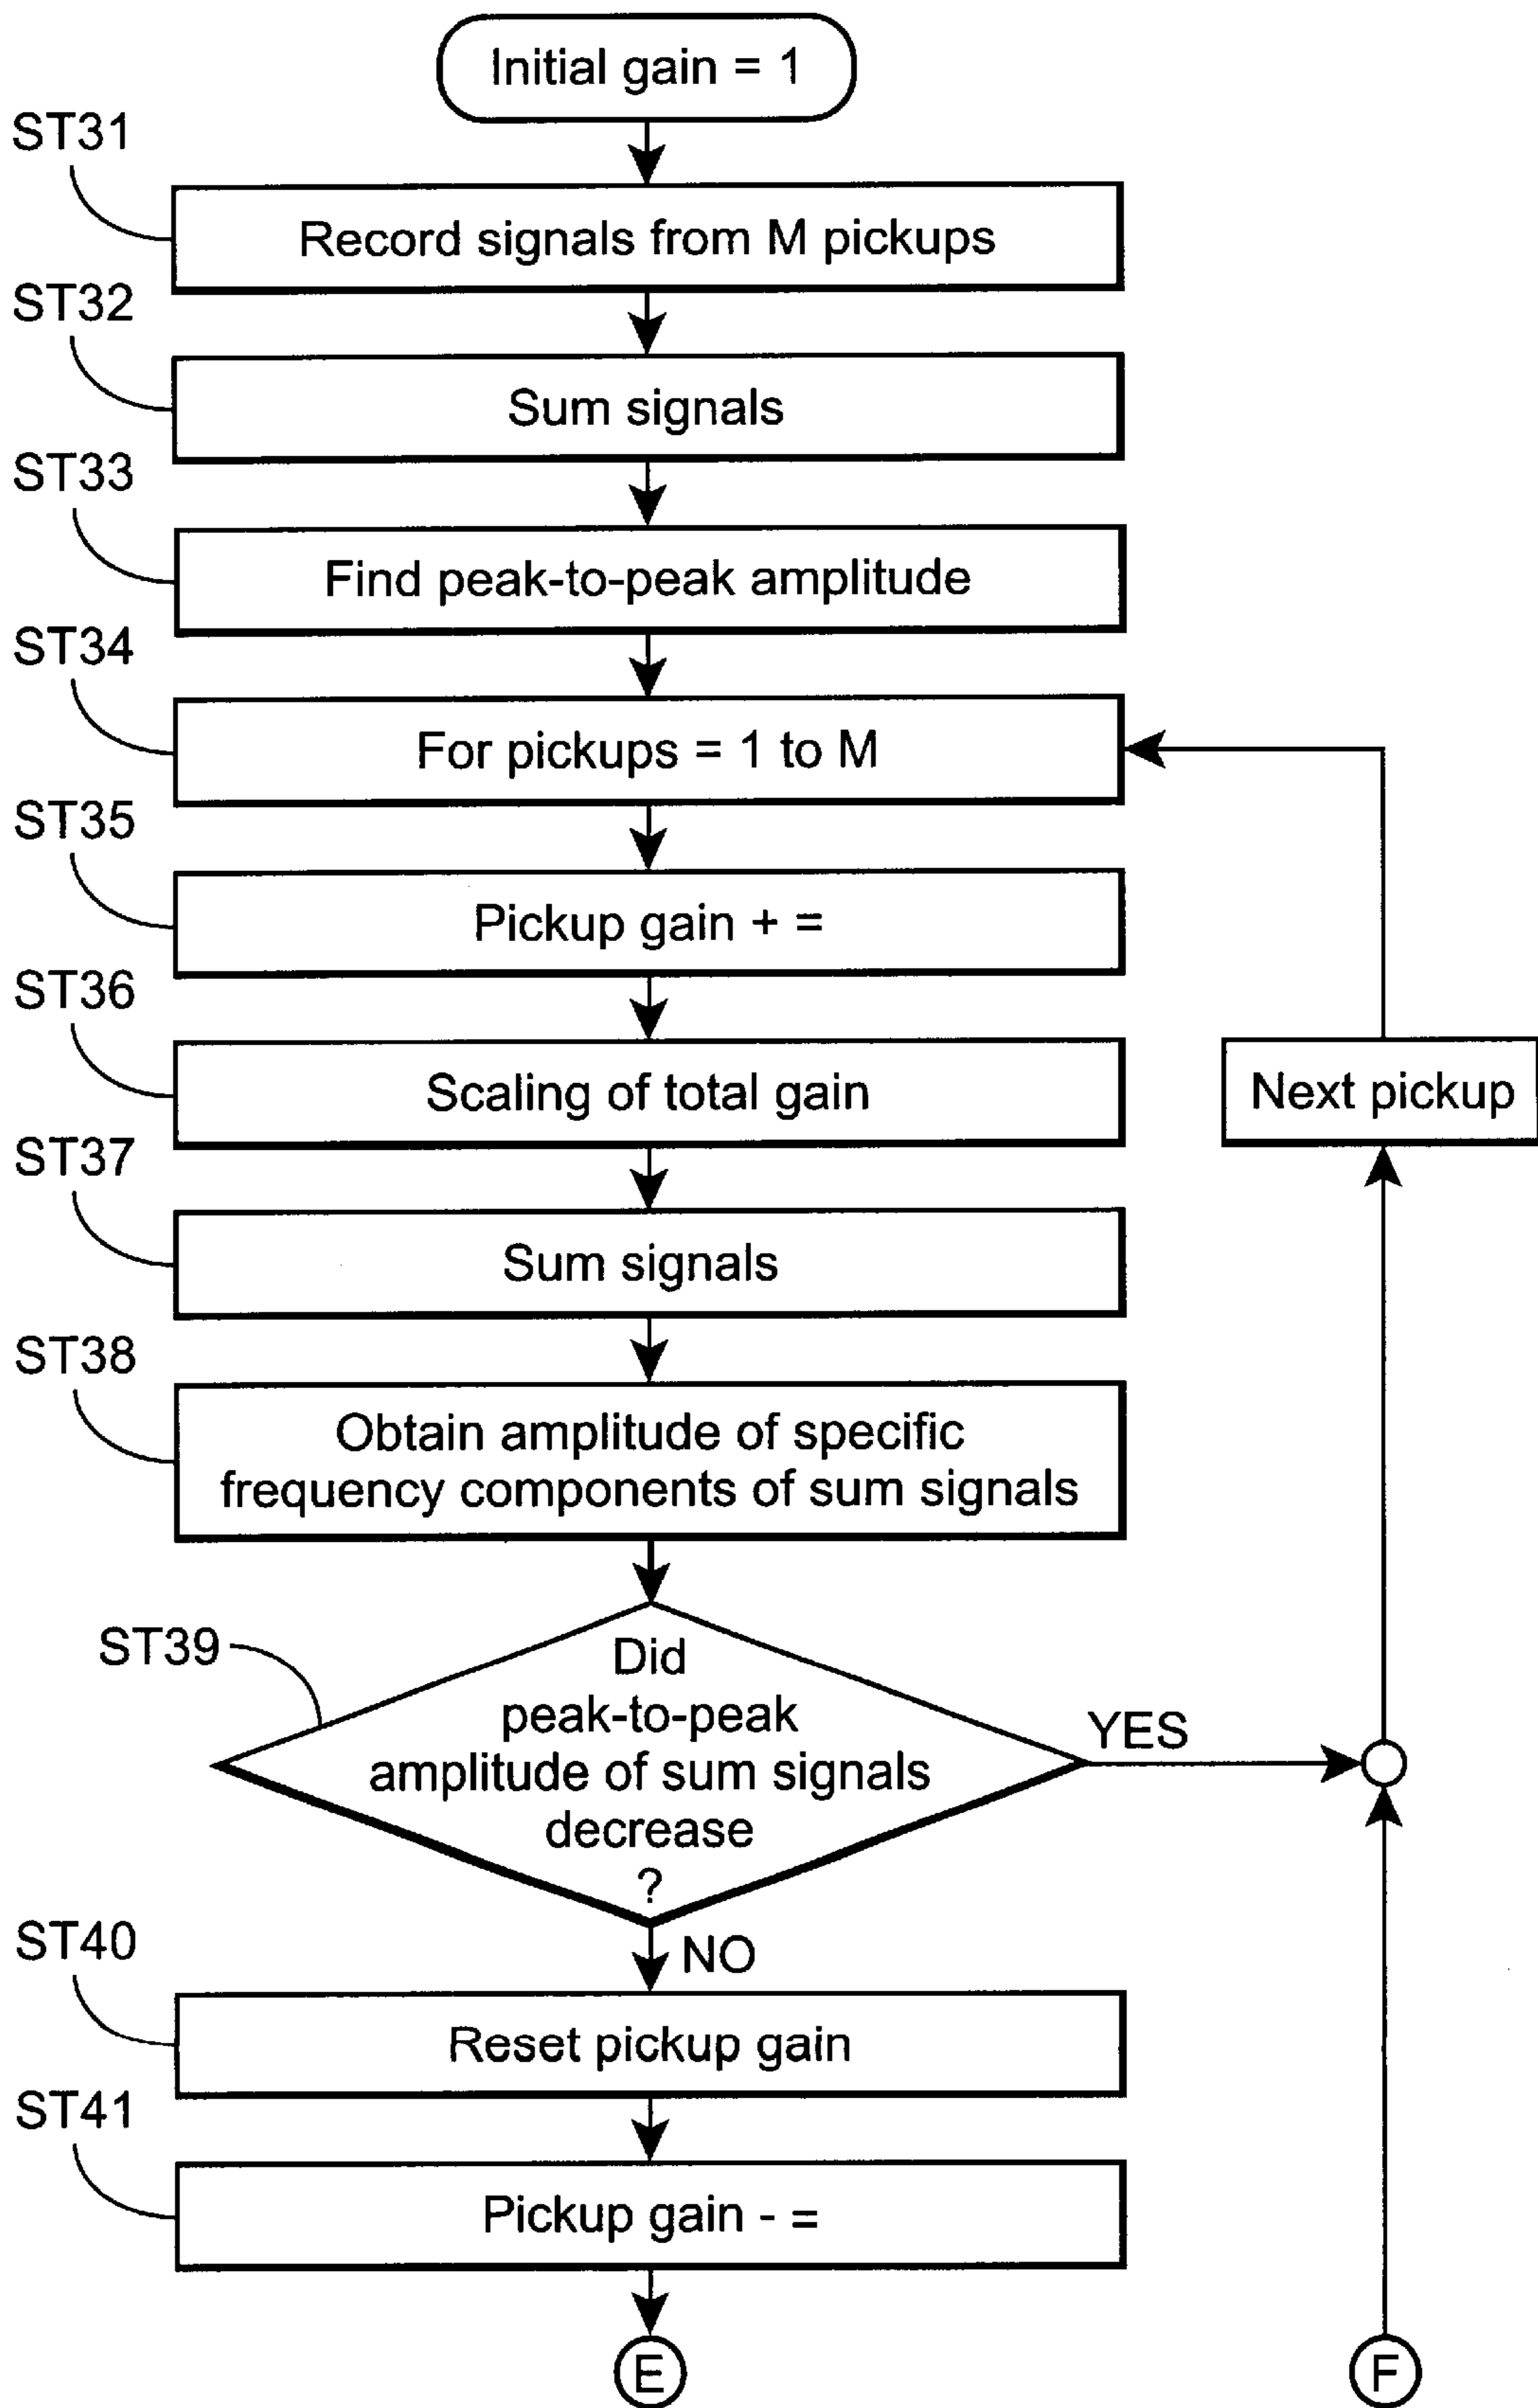 Initial gain = 1
ST31
Record signals from M pickups
ST32
Sum signals
ST33
Find peak-to-peak amplitude
ST34
For pickups = 1 to M
ST35
Pickup gain + =
ST36
Scaling of total gain
Next pickup
ST37
Sum signals
ST38
Obtain amplitude of specific
frequency components of sum signals
ST39
Did
peak-to-peak
amplitude of sum signals
decrease
?
YES
NO
ST40
Reset pickup gain
ST41
Pickup gain - =
E
F